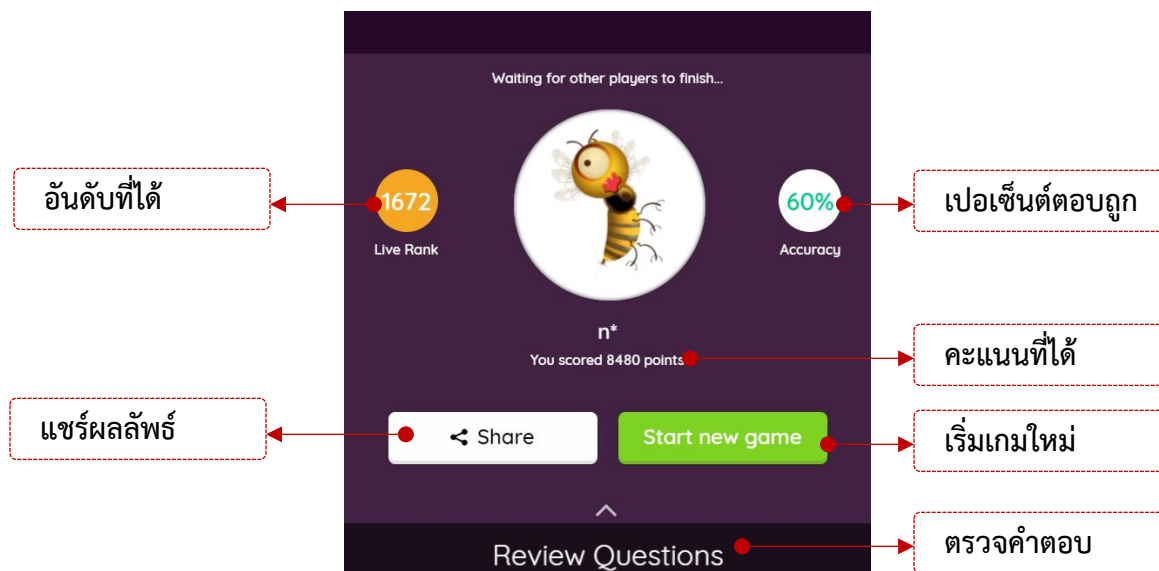 Waiting for other players to finish...
อันดับที่ได้
1672
Live Rank
60%
Accuracy
เปอเซ็นต์ตอบถูก
n*
You scored 8480 points
คะแนนที่ได้
แชร์ผลลัพธ์
Share
Start new game
เริ่มเกมใหม่
Review Questions
ตรวจคำตอบ